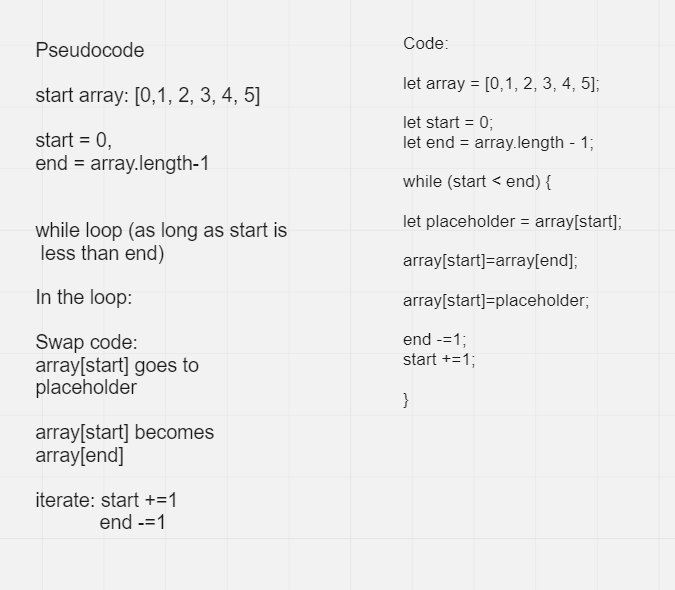 Pseudocode
start array: [0,1, 2, 3, 4, 5]
start = 0,
end = array.length-1
while loop (as long as start is
less than end)
In the loop:
Swap code:
array[start] goes to
placeholder
array[start] becomes
array[end]
iterate: start +=1
end -=1
Code:
let array = [0,1, 2, 3, 4, 5];
let start = 0;
let end = array.length - 1;
while (start < end) {
let placeholder = array[start];
array[start]=array[end];
array[start]=placeholder;
end -=1;
start +=1;
}